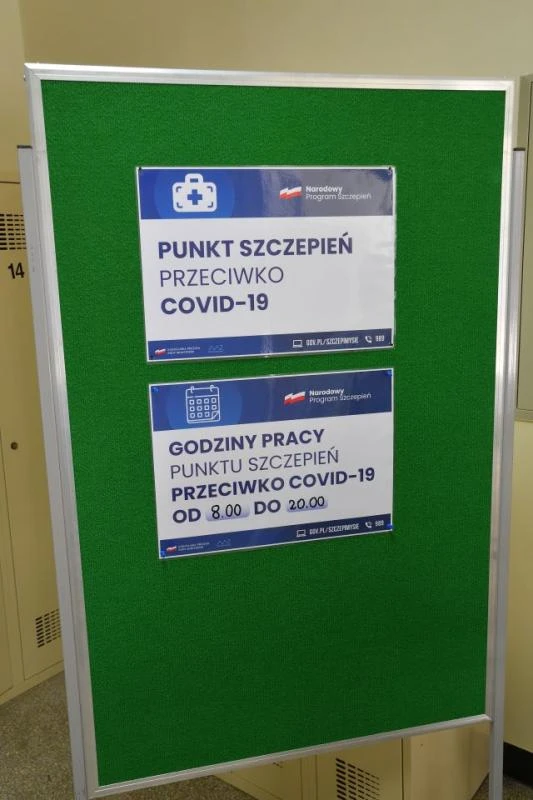 14
Narodowy
Program Szczepień
PUNKT SZCZEPIEŃ
PRZECIWKO
COVID-19
GOV.PL/SZCZEPIMYSIE 989
Narodowy
Program Szczepień
GODZINY PRACY
PUNKTU SZCZEPIEŃ
PRZECIWKO COVID-19
OD 8.00 DO 20.00
GOV.PL/SZCZEPIMYSIE 989